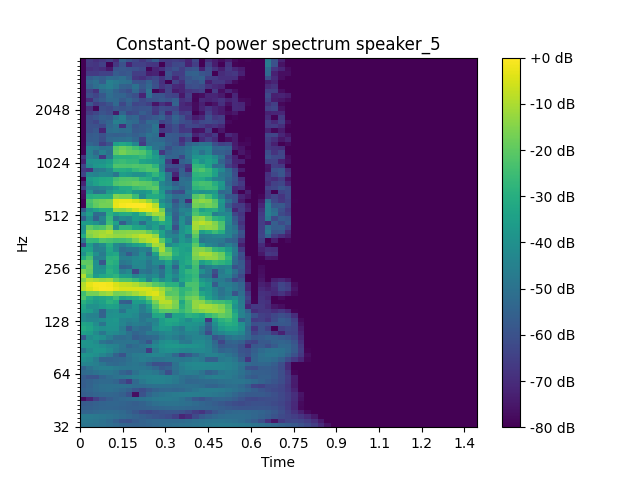 Constant-Q power spectrum speaker_5
Hz
2048
1024
512
256
128
64
32
0 0.15 0.3 0.45 0.6 0.75 0.9 1.1 1.2 1.4
Time
+0 dB
-10 dB
-20 dB
-30 dB
-40 dB
-50 dB
-60 dB
-70 dB
-80 dB